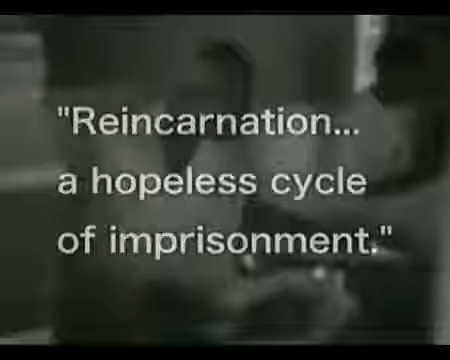 "Reincarnation...
a hopeless cycle
of imprisonment."